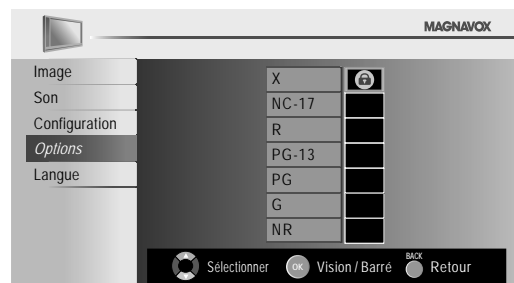 MAGNAVOX
Image
Son
Configuration
Options
Langue
X
NC-17
R
PG-13
PG
G
NR
Sélectionner OK Vision / Barré BACK Retour